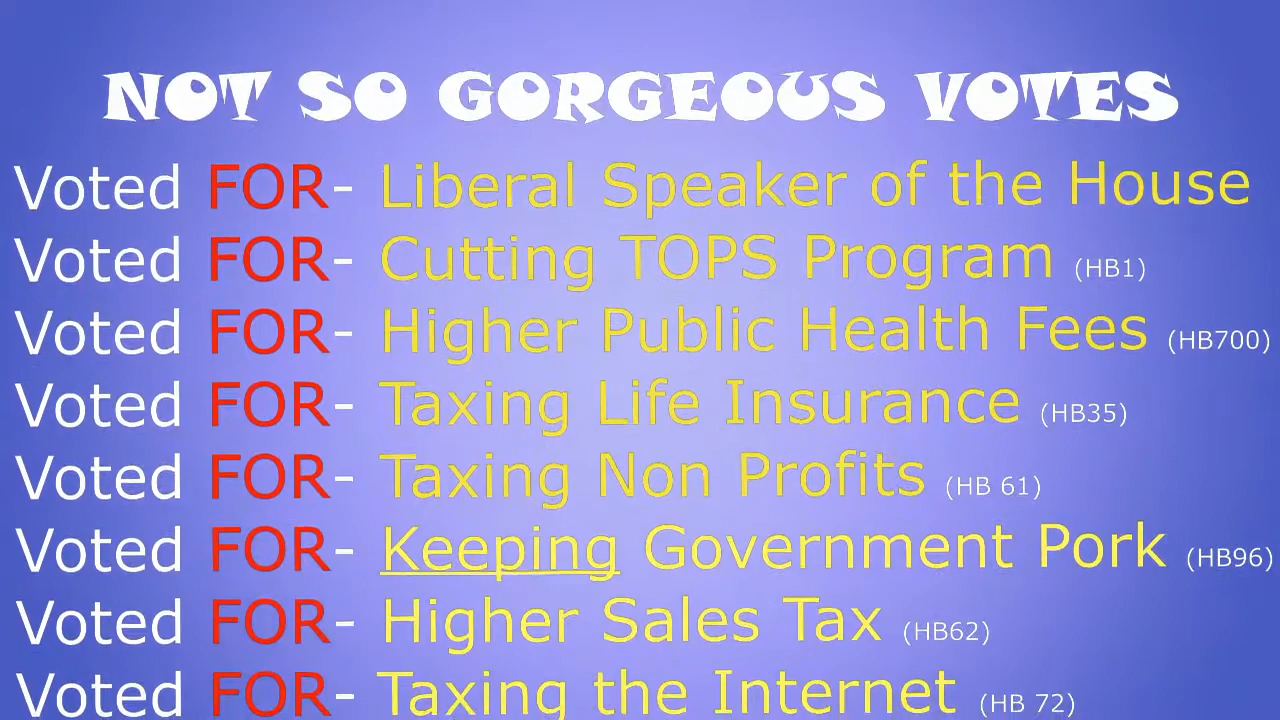 NOT SO GORGEOUS VOTES
Voted FOR- Liberal Speaker of the House
Voted FOR- Cutting TOPS Program (HB1)
Voted FOR- Higher Public Health Fees (HB700)
Voted FOR- Taxing Life Insurance (HB35)
Voted FOR- Taxing Non Profits (HB 61)
Voted FOR- Keeping Government Pork (HB96)
Voted FOR- Higher Sales Tax (HB62)
Voted FOR- Taxing the Internet (HB 72)